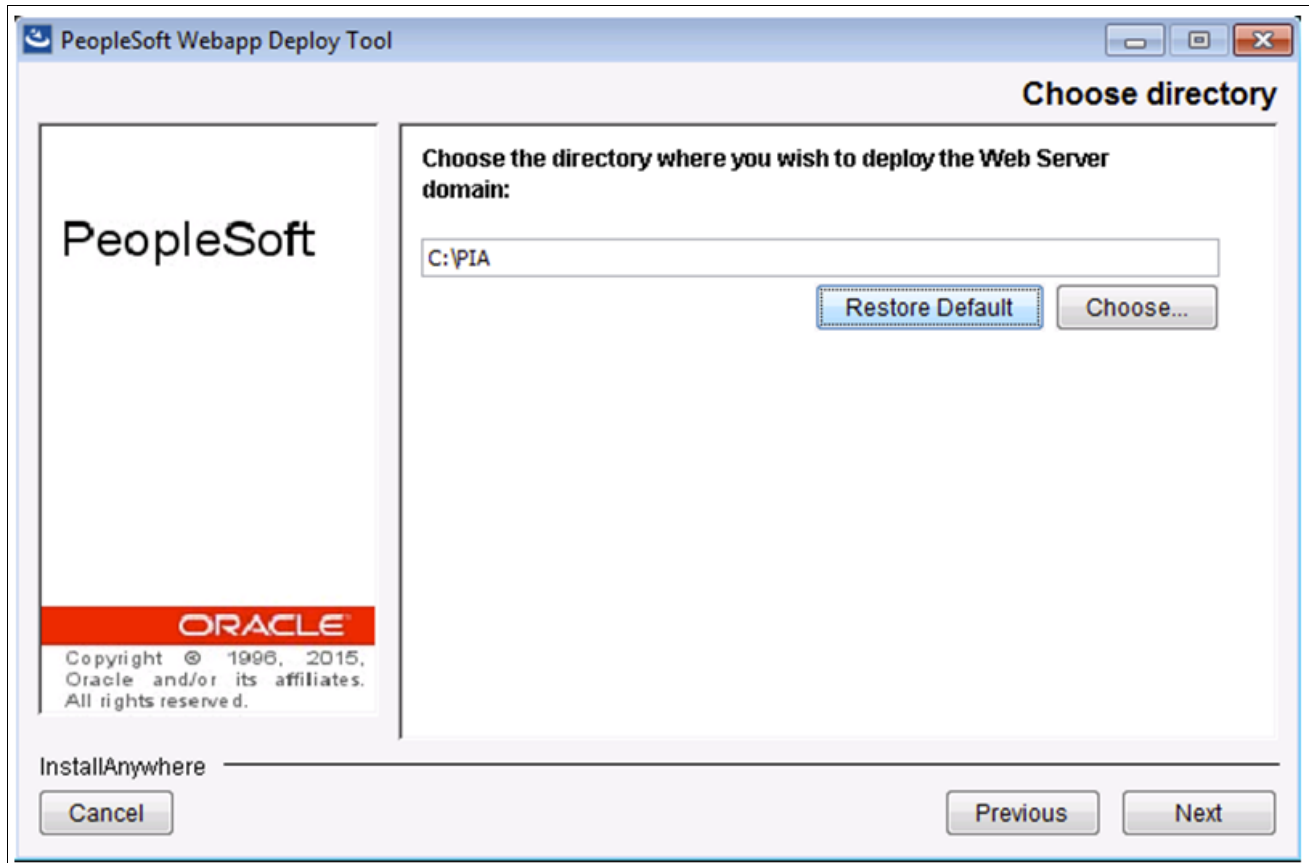 PeopleSoft Webapp Deploy Tool
Choose directory
PeopleSoft
ORACLE
Copyright © 1996, 2015,
Oracle and/or its affiliates.
All rights reserved.
Choose the directory where you wish to deploy the Web Server
domain:
C:\PIA
Restore Default Choose...
InstallAnywhere
Cancel Previous Next